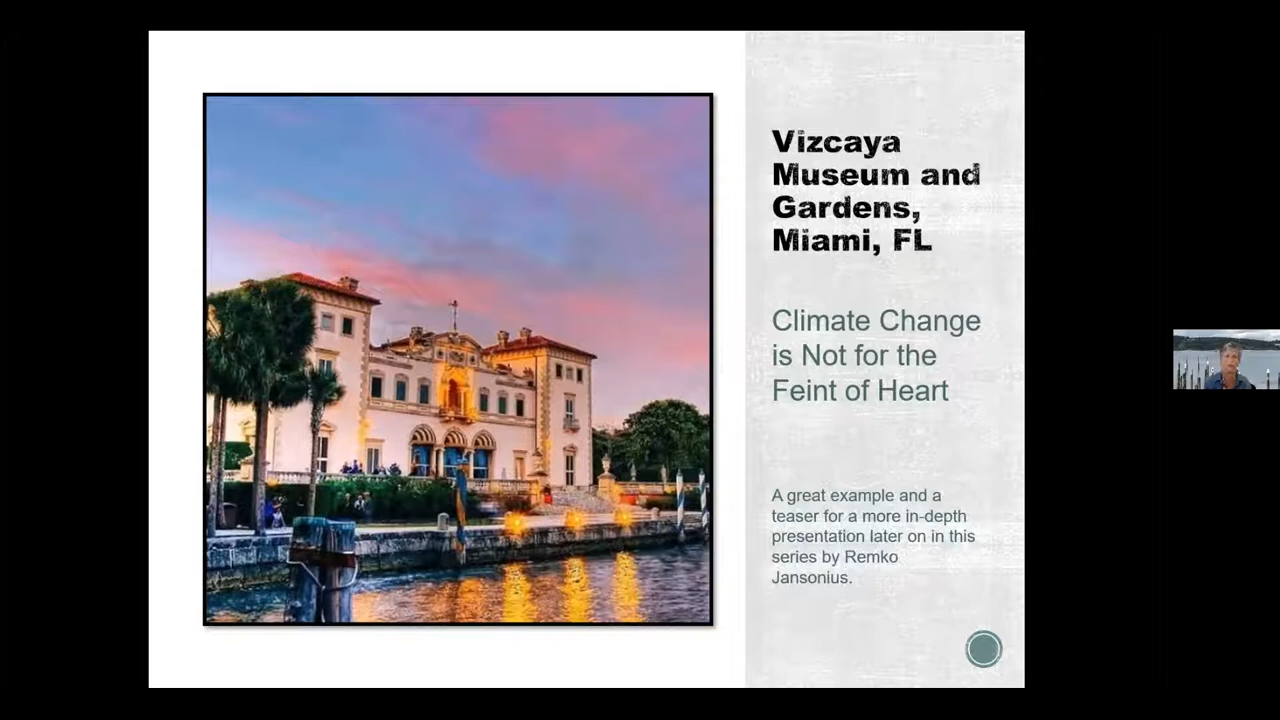 Vizcaya
Museum and
Gardens,
Miami, FL
Climate Change
is Not for the
Feint of Heart
A great example and a
teaser for a more in-depth
presentation later on in this
series by Remko
Jansonius.